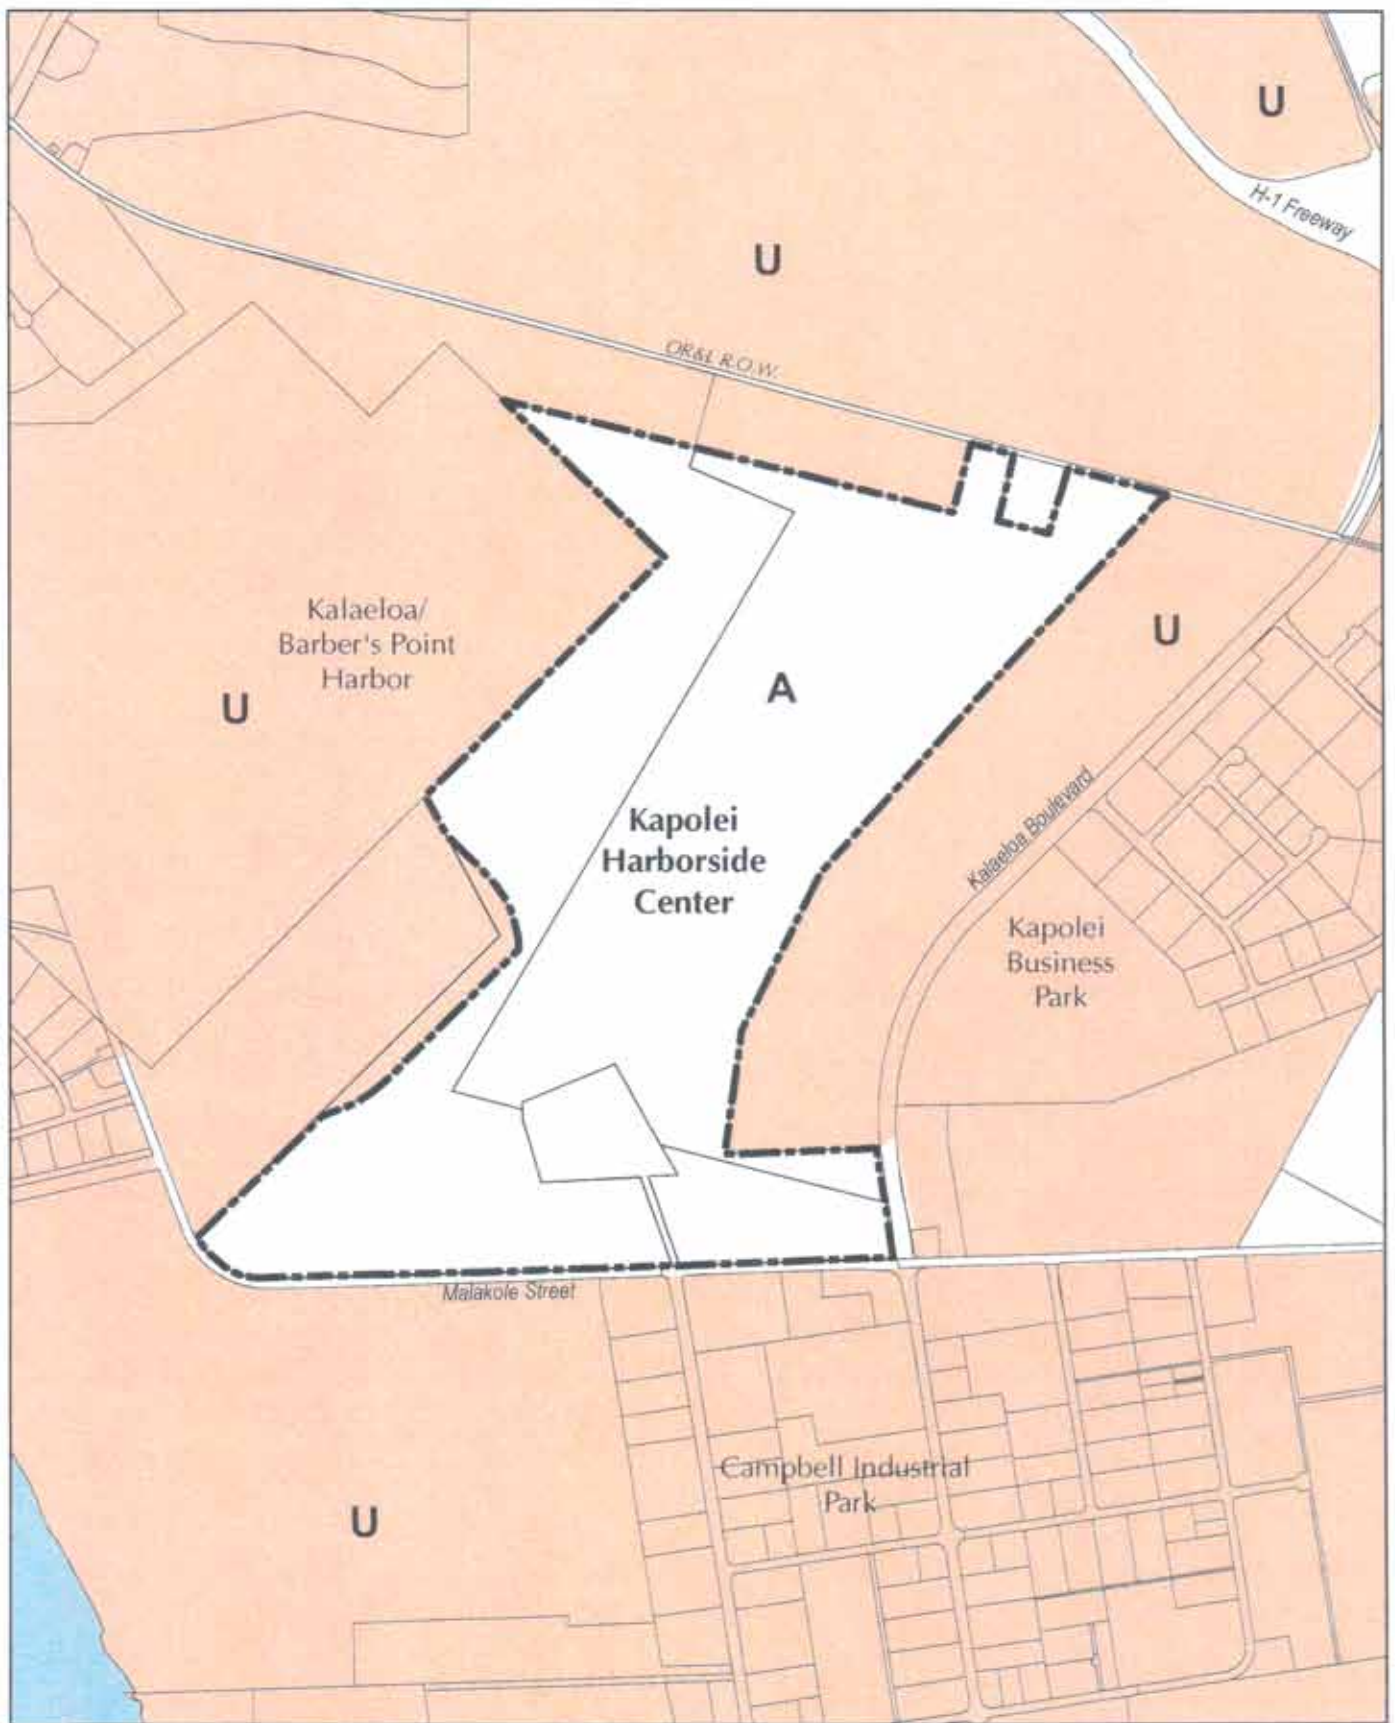 U
H-1 Freeway
U
OR&L R.O.W.
Kalaeloa/
Barber's Point
Harbor
U
U
A
Kapolei
Harborside
Center
Kalaeloa Boulevard
Kapolei
Business
Park
Malakole Street
Campbell Industrial
Park
U